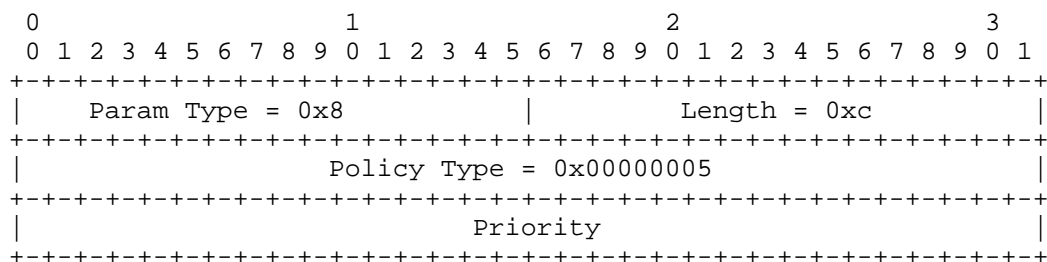 0                   1                   2                   3
 0 1 2 3 4 5 6 7 8 9 0 1 2 3 4 5 6 7 8 9 0 1 2 3 4 5 6 7 8 9 0 1
+-+-+-+-+-+-+-+-+-+-+-+-+-+-+-+-+-+-+-+-+-+-+-+-+-+-+-+-+-+-+-+-+
|    Param Type = 0x8           |         Length = 0xc          |
+-+-+-+-+-+-+-+-+-+-+-+-+-+-+-+-+-+-+-+-+-+-+-+-+-+-+-+-+-+-+-+-+
|                   Policy Type = 0x00000005                    |
+-+-+-+-+-+-+-+-+-+-+-+-+-+-+-+-+-+-+-+-+-+-+-+-+-+-+-+-+-+-+-+-+
|                            Priority                           |
+-+-+-+-+-+-+-+-+-+-+-+-+-+-+-+-+-+-+-+-+-+-+-+-+-+-+-+-+-+-+-+-+